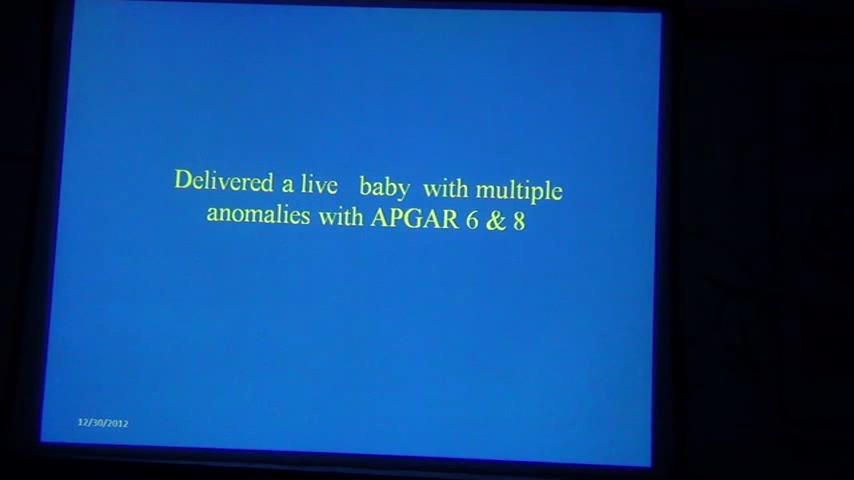 Delivered a live baby with multiple
anomalies with APGAR 6 & 8
12/30/2012